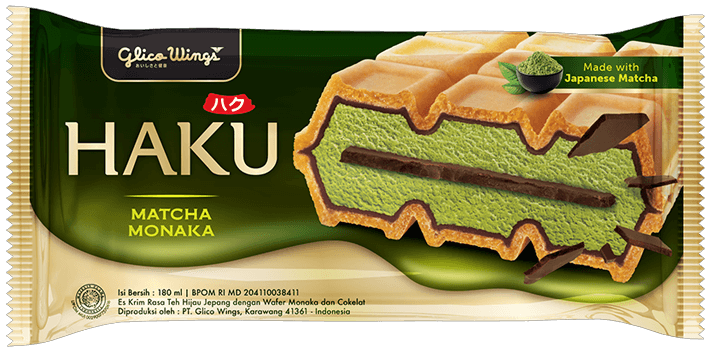 Glico Wings
おいしさと健康
ハク
HAKU
MATCHA
MONAKA
Made with
Japanese Matcha
Isi Bersih : 180 ml | BPOM RI MD 204110038411
Es Krim Rasa Teh Hijau Jepang dengan Wafer Monaka dan Cokelat
Diproduksi oleh : PT. Glico Wings, Karawang 41361 - Indonesia